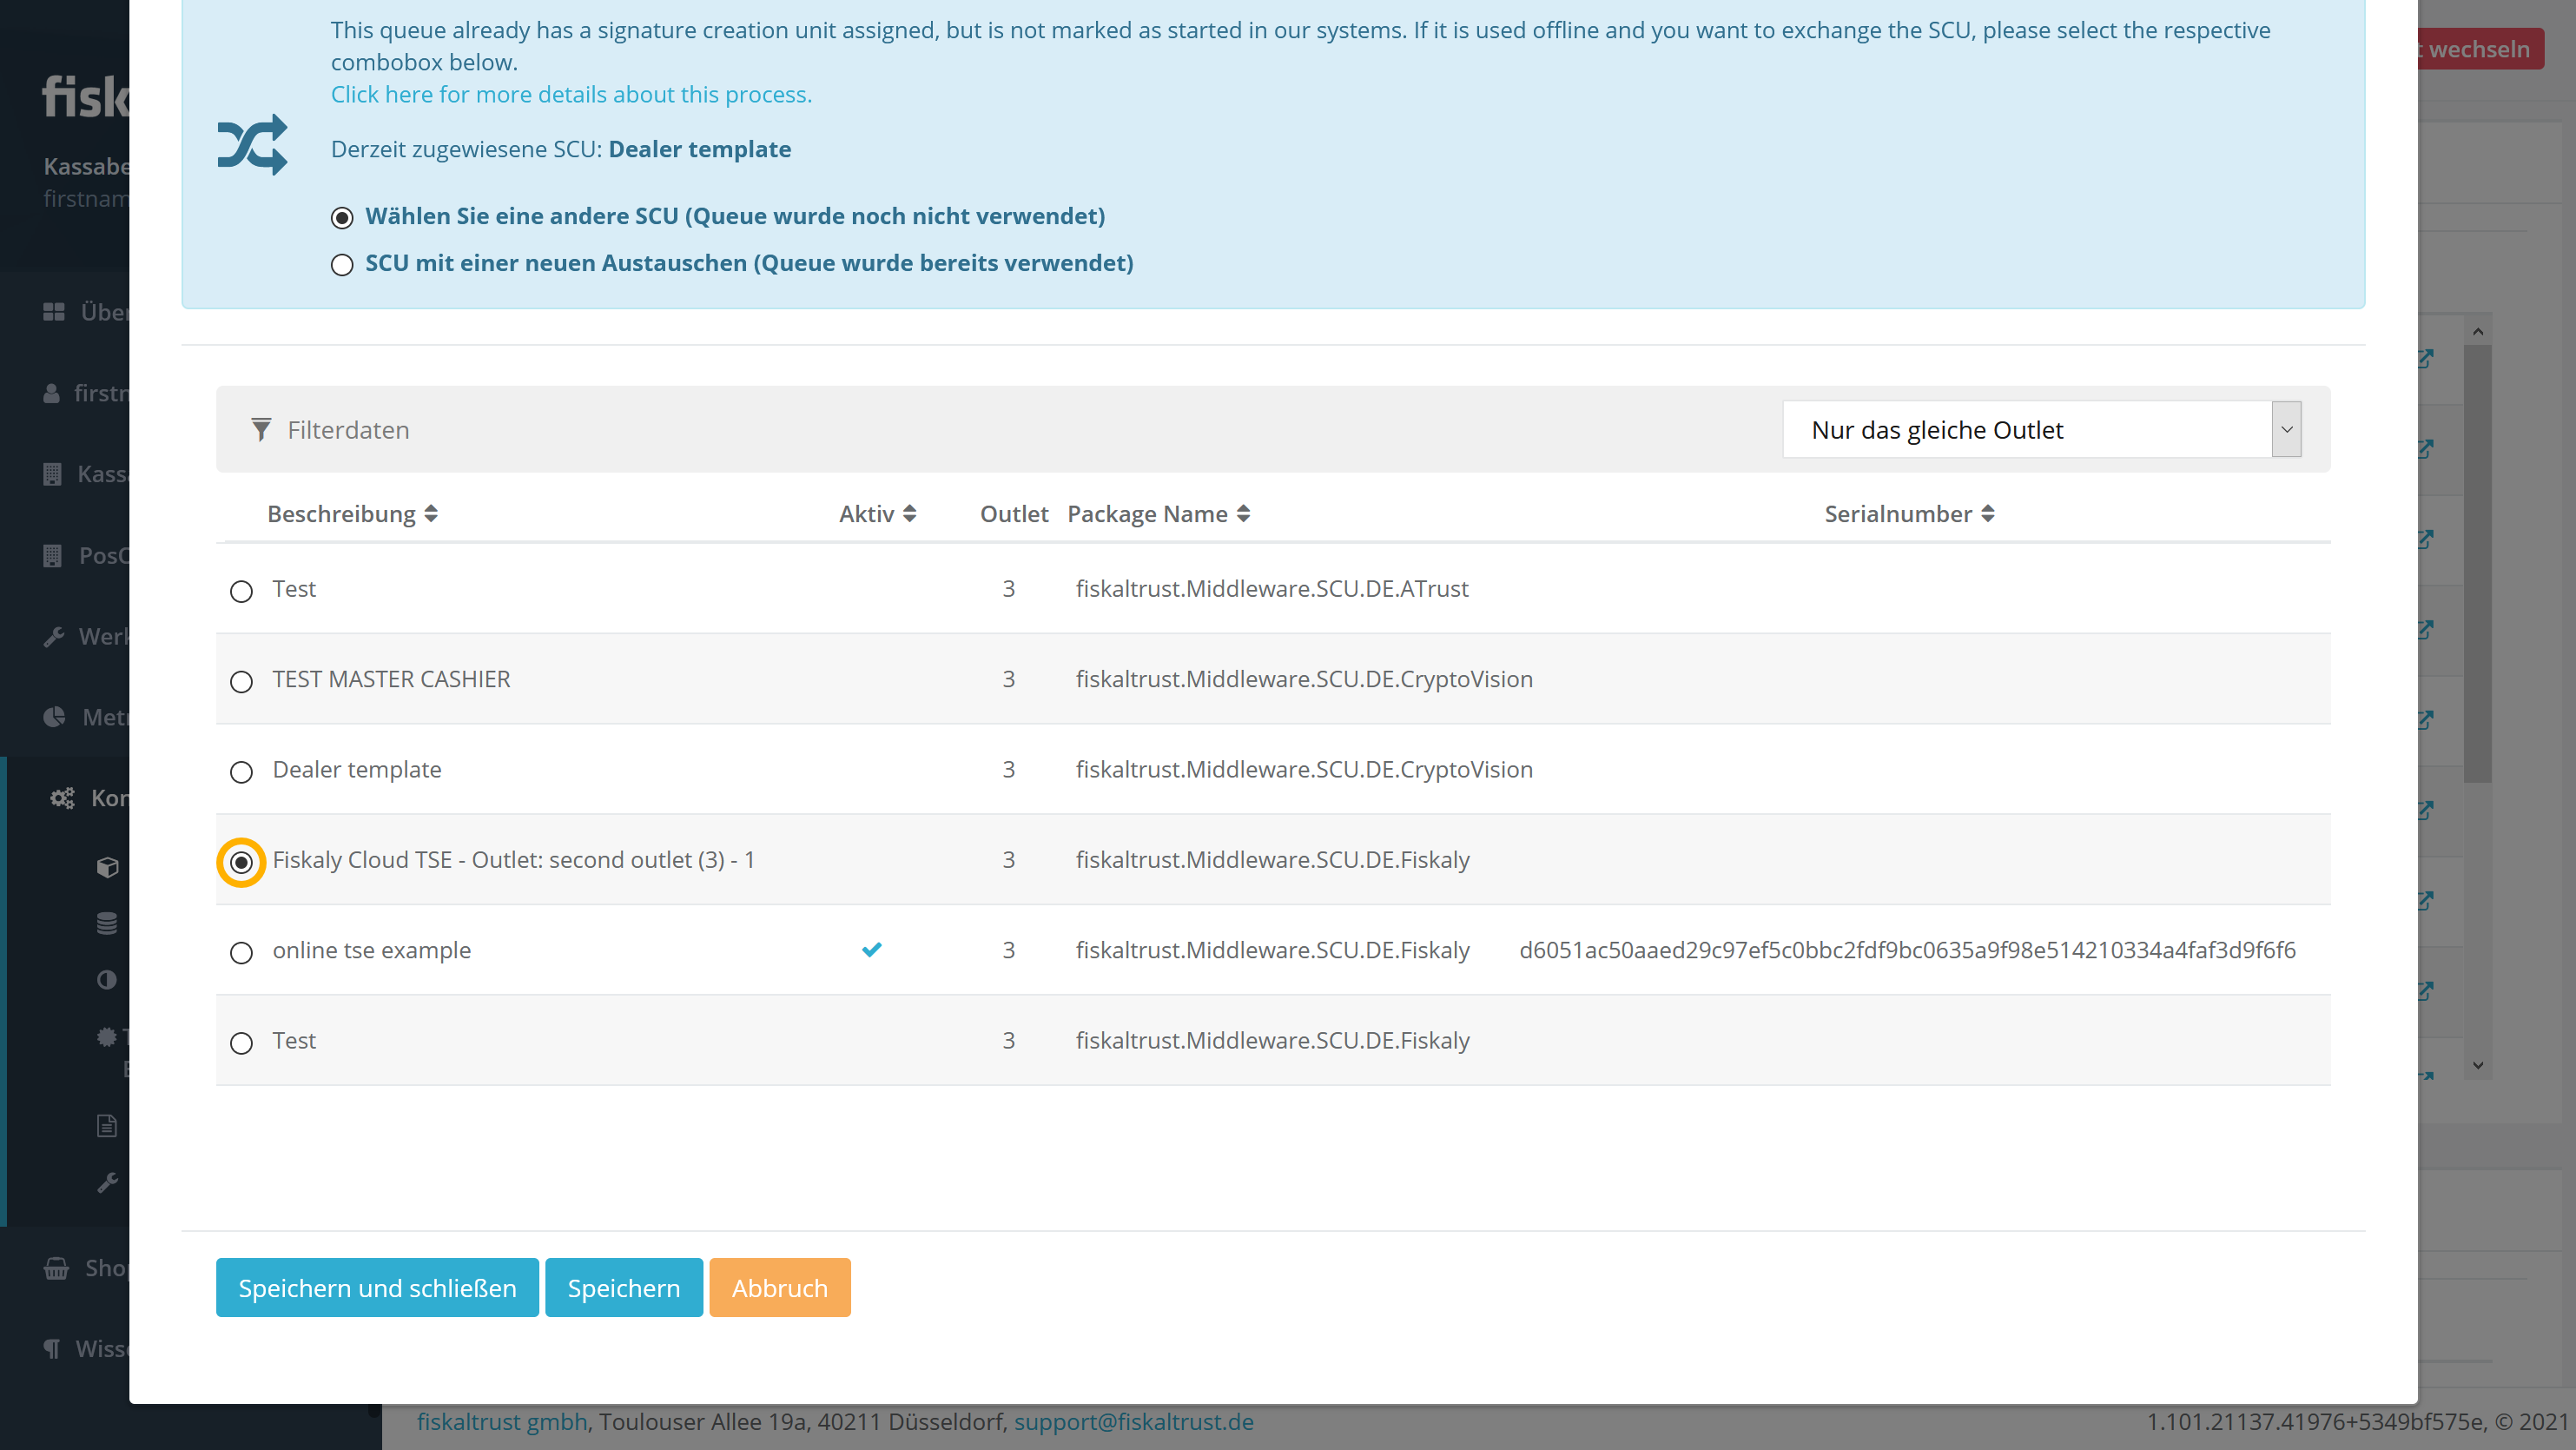 This queue already has a signature creation unit assigned, but is not marked as started in our systems. If it is used offline and you want to exchange the SCU, please select the respective
combobox below.
Click here for more details about this process.
Derzeit zugewiesene SCU: Dealer template
Wählen Sie eine andere SCU (Queue wurde noch nicht verwendet)
SCU mit einer neuen Austauschen (Queue wurde bereits verwendet)
t wechseln
fisk
Kassabe
firstnam
Über
firstn
Kassa
PosC
Werk
Metr
Kon
T
E
Shop
Wisse
Filterdaten
Nur das gleiche Outlet
Beschreibung Aktiv Outlet Package Name Serialnumber
Test 3 fiskaltrust.Middleware.SCU.DE.ATrust
TEST MASTER CASHIER 3 fiskaltrust.Middleware.SCU.DE.CryptoVision
Dealer template 3 fiskaltrust.Middleware.SCU.DE.CryptoVision
Fiskaly Cloud TSE - Outlet: second outlet (3) - 1 3 fiskaltrust.Middleware.SCU.DE.Fiskaly
online tse example 3 fiskaltrust.Middleware.SCU.DE.Fiskaly d6051ac50aaed29c97ef5c0bbc2fdf9bc0635a9f98e514210334a4faf3d9f6f6
Test 3 fiskaltrust.Middleware.SCU.DE.Fiskaly
Speichern und schließen Speichern Abbruch
fiskaltrust gmbh, Toulouser Allee 19a, 40211 Düsseldorf, support@fiskaltrust.de
1.101.21137.41976+5349bf575e, © 2021